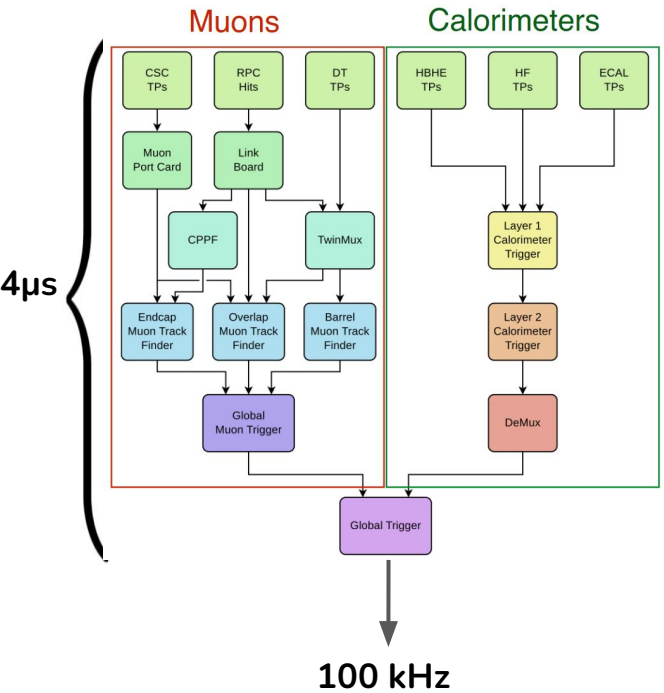 Muons
Calorimeters
CSC
TPs
RPC
Hits
DT
TPs
HBHE
TPs
HF
TPs
ECAL
TPs
Muon
Port Card
Link
Board
CPPF
TwinMux
Layer 1
Calorimeter
Trigger
4µs
Endcap
Muon Track
Finder
Overlap
Muon Track
Finder
Barrel
Muon Track
Finder
Layer 2
Calorimeter
Trigger
Global
Muon Trigger
DeMux
Global Trigger
100 kHz